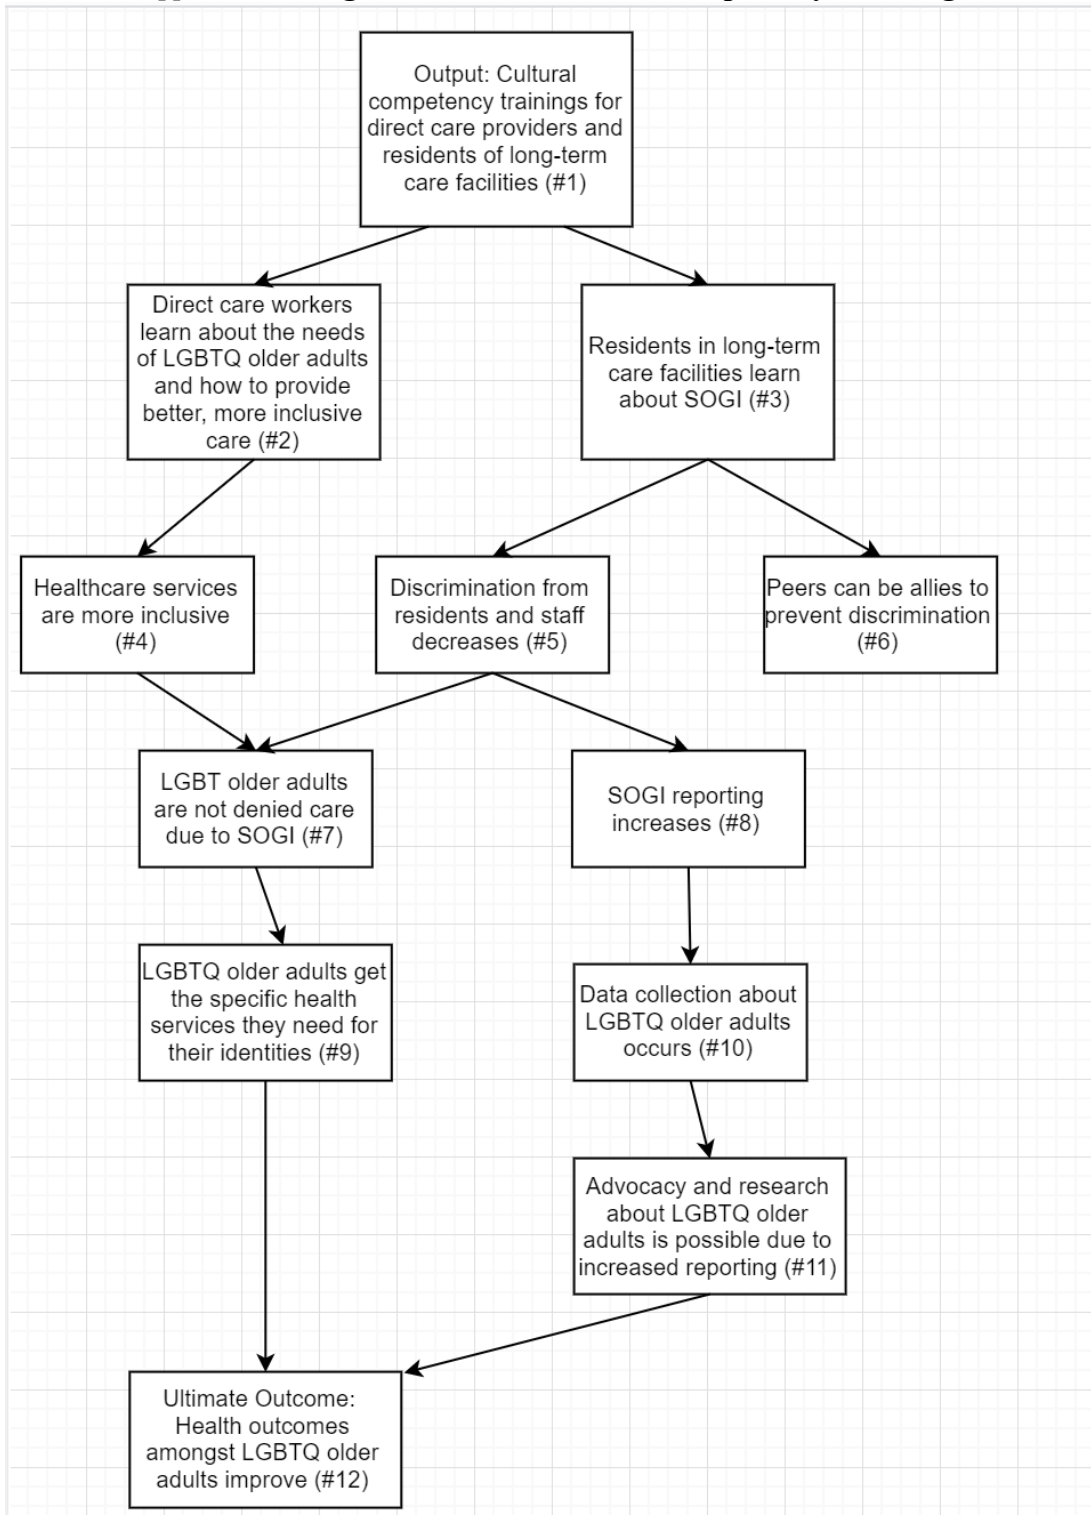 Output: Cultural
competency trainings for
direct care providers and
residents of long-term
care facilities (#1)
Direct care workers
learn about the needs
of LGBTQ older adults
and how to provide
better, more inclusive
care (#2)
Residents in long-term
care facilities learn
about SOGI (#3)
Healthcare services
are more inclusive
(#4)
Discrimination from
residents and staff
decreases (#5)
Peers can be allies to
prevent discrimination
(#6)
LGBT older adults
are not denied care
due to SOGI (#7)
SOGI reporting
increases (#8)
LGBTQ older adults get
the specific health
services they need for
their identities (#9)
Data collection about
LGBTQ older adults
occurs (#10)
Advocacy and research
about LGBTQ older
adults is possible due to
increased reporting (#11)
Ultimate Outcome:
Health outcomes
amongst LGBTQ older
adults improve (#12)